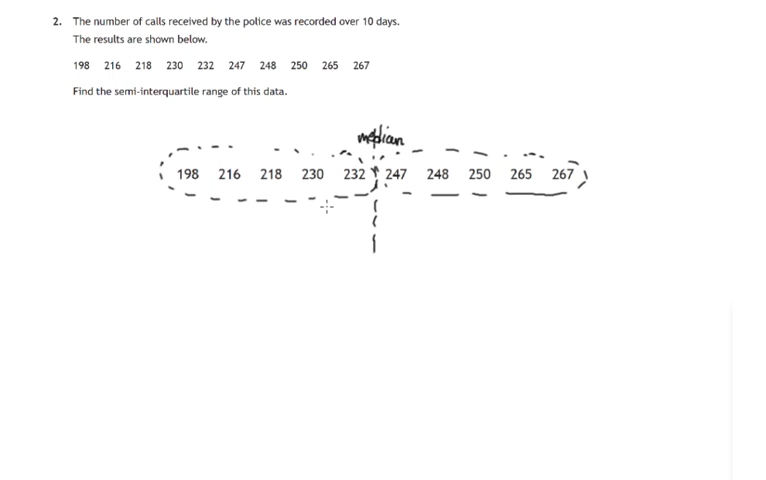 2. The number of calls received by the police was recorded over 10 days.
The results are shown below.
198 216 218 230 232 247 248 250 265 267
Find the semi-interquartile range of this data.
median
198 216 218 230 232 247 248 250 265 267